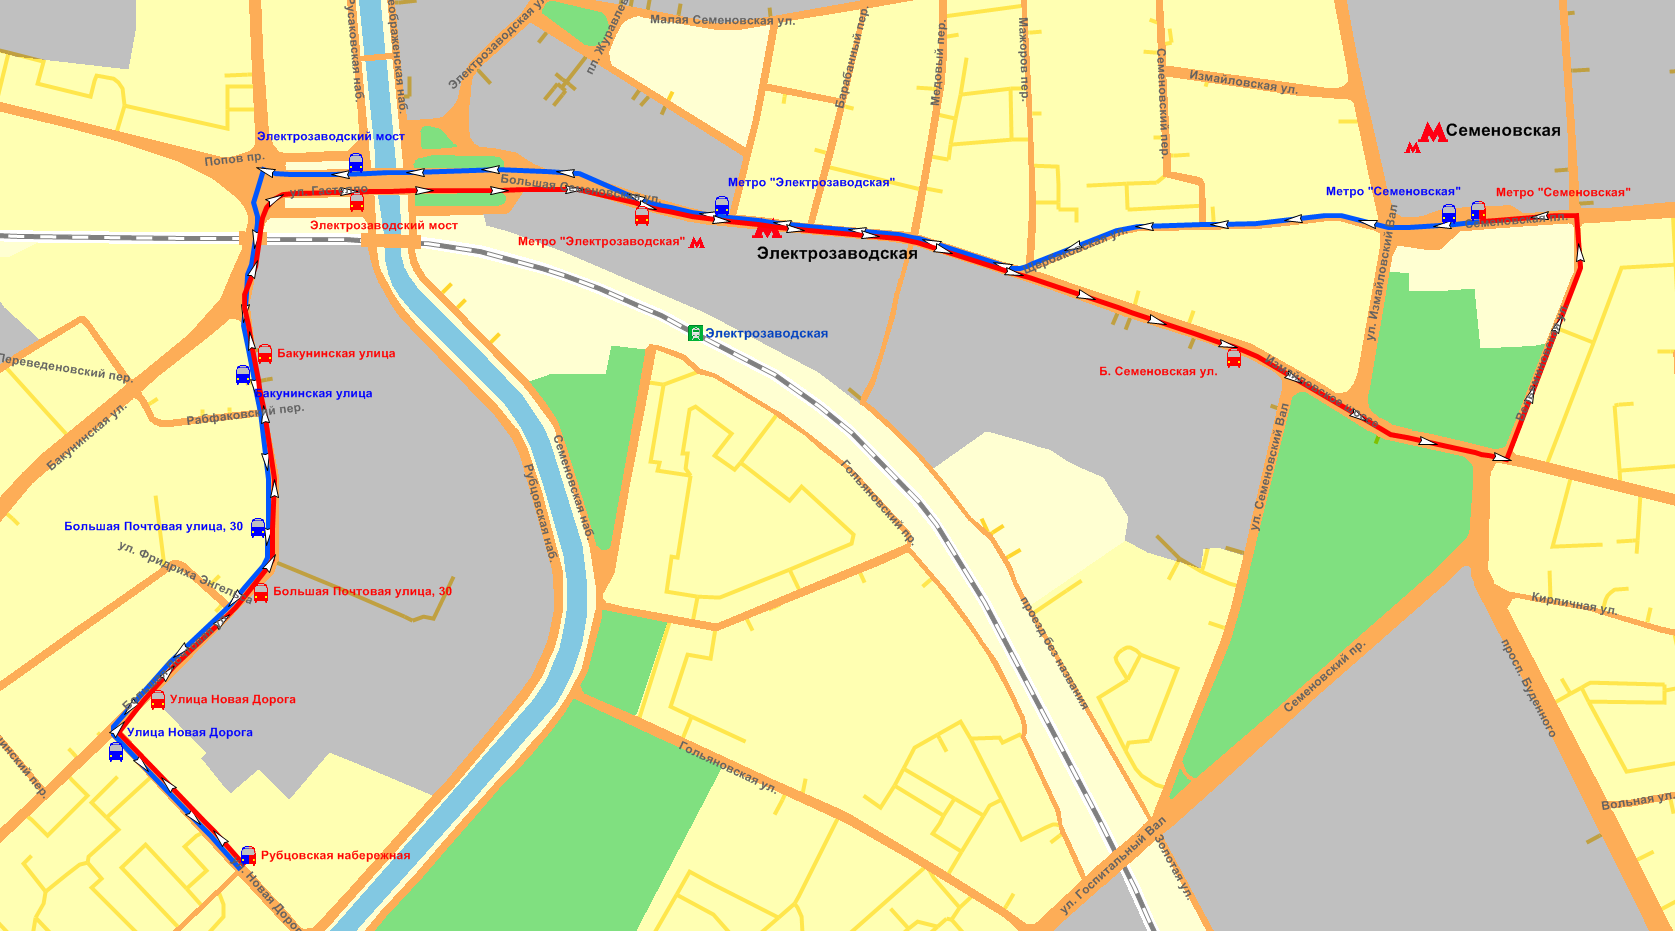 Малая Семеновская ул.
Русаковская наб.
Электрозаводская ул.
пл. Журавлева
Барабанный пер.
Медовый пер.
Мажоров пер.
Семеновский пер.
Измайловская ул.
Семеновская
Электрозаводский мост
Попов пр.
ул. Гастелло
Большая Семеновская ул.
Метро "Электрозаводская"
Метро "Семеновская"
Метро "Семеновская"
Семеновская пл.
Электрозаводский мост
Метро "Электрозаводская"
Электрозаводская
Щербаковская ул.
ул. Измайловский Вал
Электрозаводская
Бакунинская улица
Переведеновский пер.
Б. Семеновская ул.
Измайловское шоссе
Бакунинская улица
Рабфаковский пер.
Бакунинская ул.
Семеновская наб.
Рубцовская наб.
Гольяновский пр.
ул. Семеновский Вал
Большая Почтовая улица, 30
ул. Фридриха Энгельса
Большая Почтовая улица, 30
Кирпичная ул.
проезд без названия
Семеновский пр.
просп. Буденного
Улица Новая Дорога
Улица Новая Дорога
Гольяновская ул.
Вольная ул.
Рубцовская набережная
ул. Госпитальный Вал
Золотая ул.